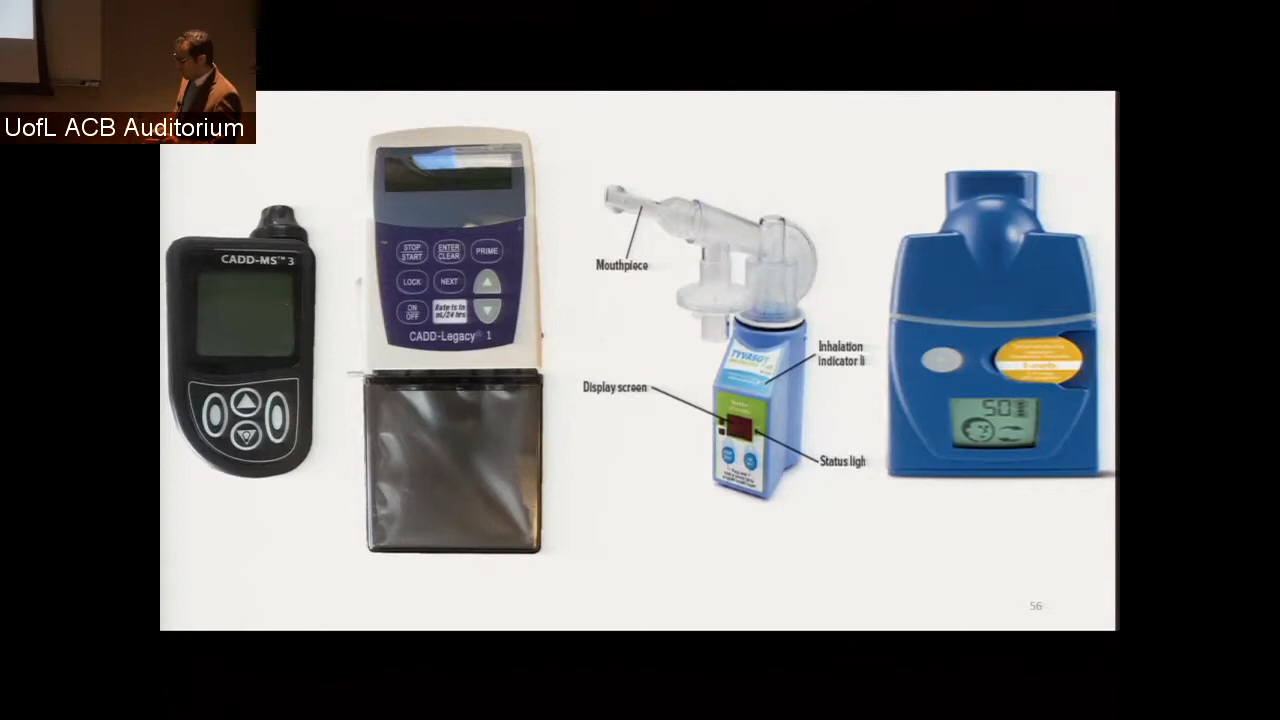 UofL ACB Auditorium
CADD-MS™ 3
STOP
START
ENTER
CLEAR
PRIME
LOCK
NEXT
ON
OFF
Rate is in
mL/24 hrs
CADD-Legacy® 1
Mouthpiece
Inhalation
indicator li
Display screen
Status ligh
TYVASO
50
56